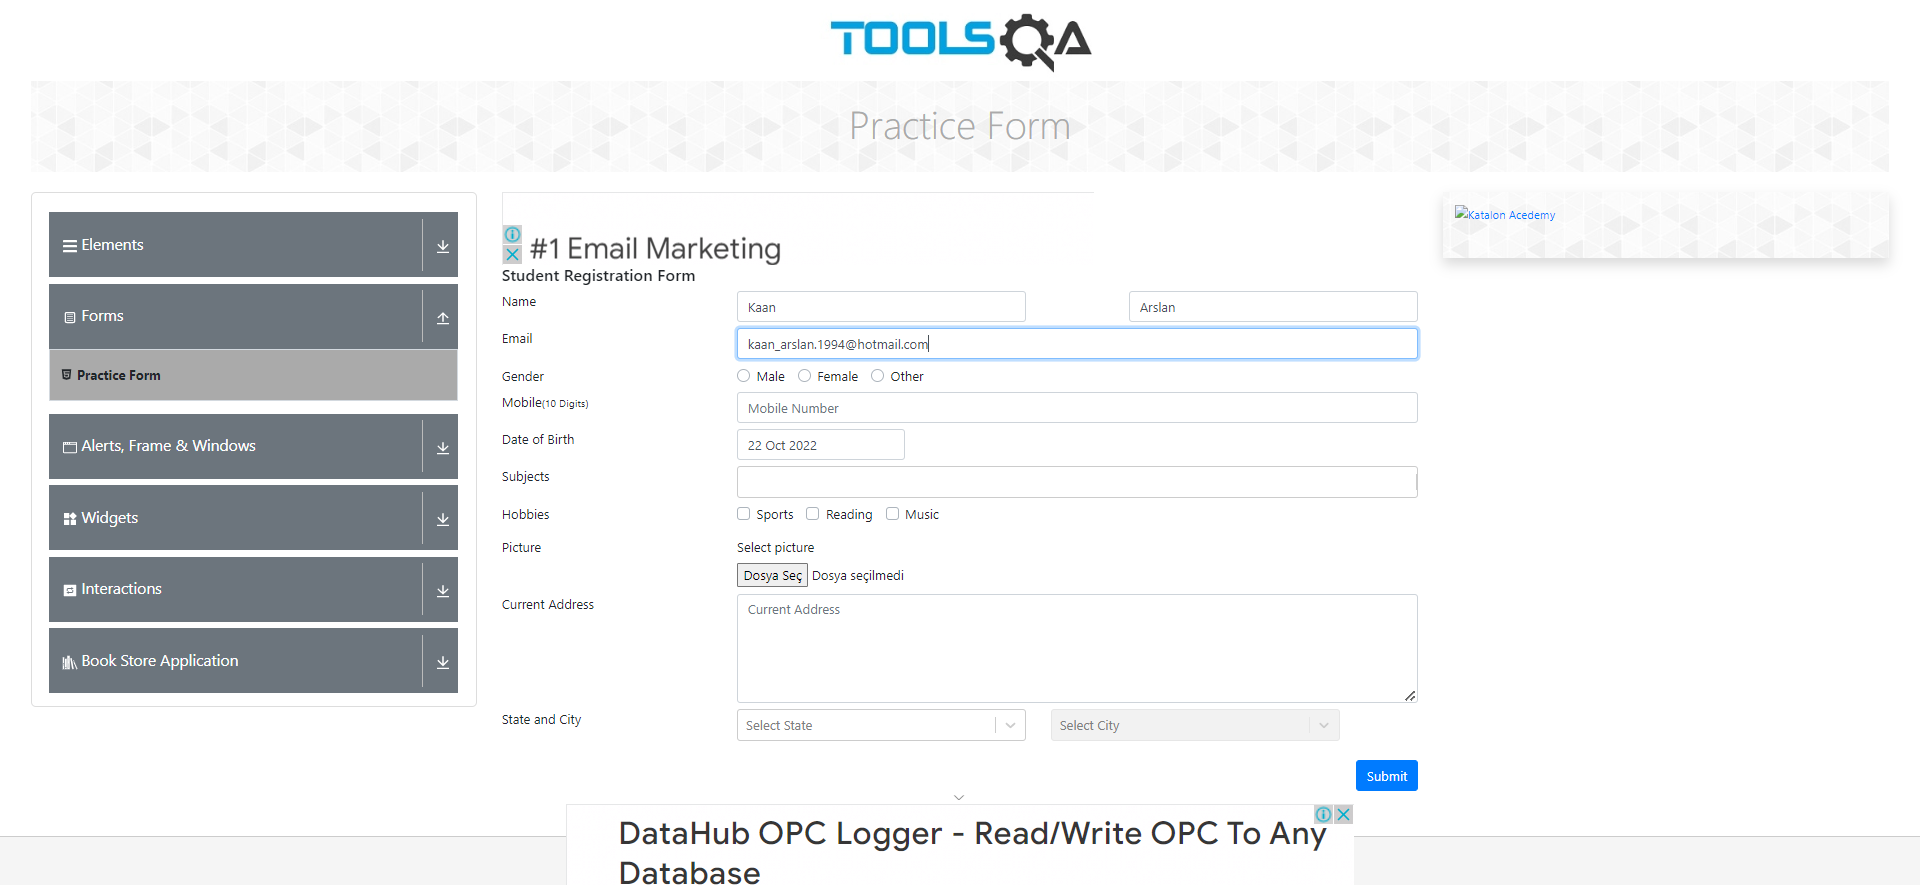 TOOLSQA
Practice Form
Elements
Forms
Practice Form
Alerts, Frame & Windows
Widgets
Interactions
Book Store Application
#1 Email Marketing
Student Registration Form
Name Kaan Arslan
Email kaan_arslan.1994@hotmail.com
Gender Male Female Other
Mobile(10 Digits) Mobile Number
Date of Birth 22 Oct 2022
Subjects
Hobbies Sports Reading Music
Picture Select picture
Dosya Seç Dosya seçilmedi
Current Address Current Address
State and City Select State Select City
Submit
Katalon Acedemy
DataHub OPC Logger - Read/Write OPC To Any
Database